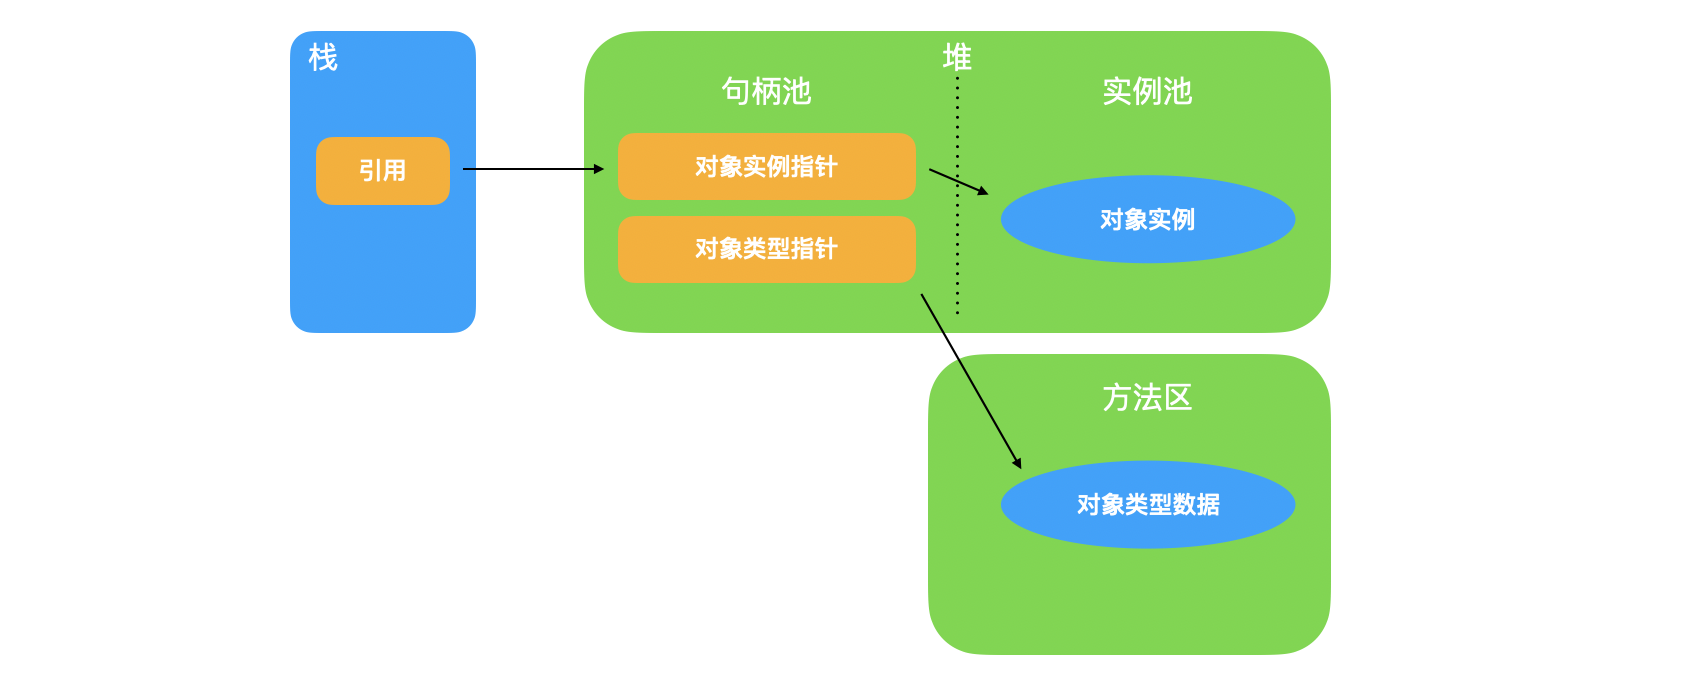 栈
堆
句柄池
实例池
引用
对象实例指针
对象实例
对象类型指针
方法区
对象类型数据